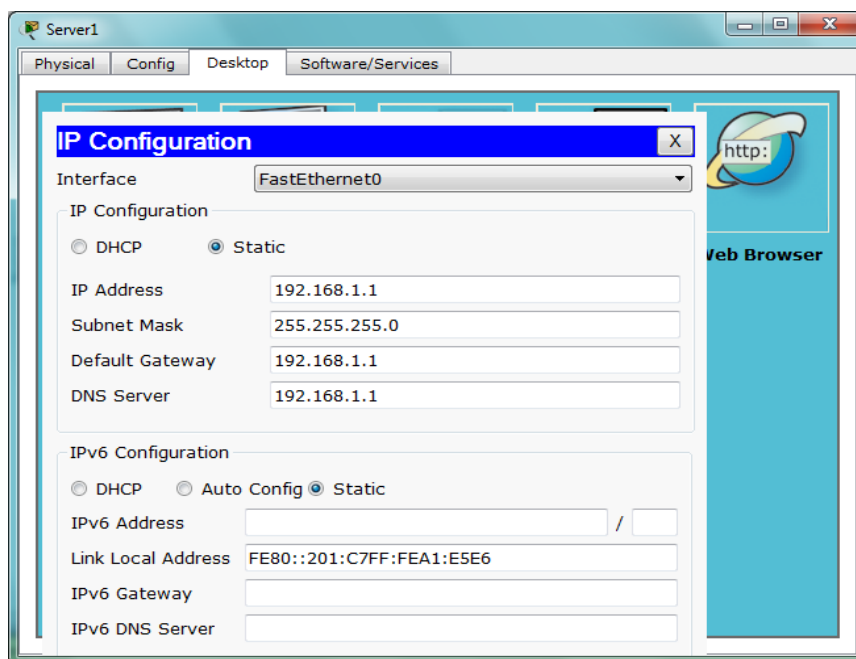 Server1
Physical Config Desktop Software/Services
http:
IP Configuration X
Interface FastEthernet0
IP Configuration
DHCP Static
Web Browser
IP Address 192.168.1.1
Subnet Mask 255.255.255.0
Default Gateway 192.168.1.1
DNS Server 192.168.1.1
IPv6 Configuration
DHCP Auto Config Static
IPv6 Address /
Link Local Address FE80::201:C7FF:FEA1:E5E6
IPv6 Gateway
IPv6 DNS Server